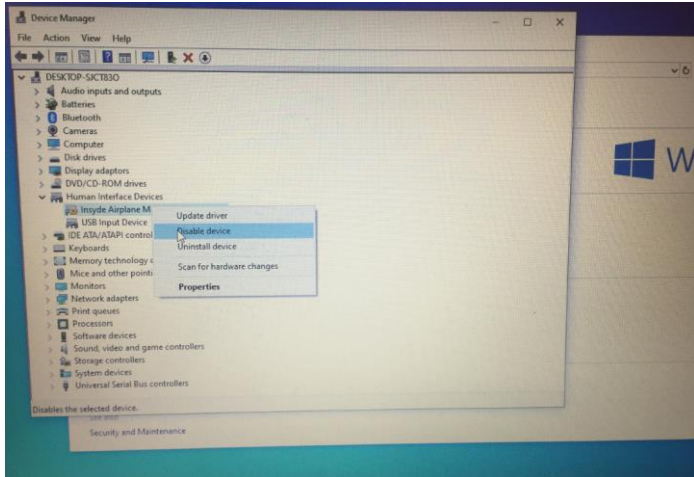 Device Manager
File Action View Help
DESKTOP-SJCT83O
Audio inputs and outputs
Batteries
Bluetooth
Cameras
Computer
Disk drives
Display adaptors
DVD/CD-ROM drives
Human Interface Devices
Insyde Airplane M
USB Input Device
IDE ATA/ATAPI control
Keyboards
Memory technology
Mice and other pointi
Monitors
Network adapters
Print queues
Processors
Software devices
Sound, video and game controllers
Storage controllers
System devices
Universal Serial Bus controllers
Update driver
Disable device
Uninstall device
Scan for hardware changes
Properties
Disables the selected device.
Security and Maintenance
W